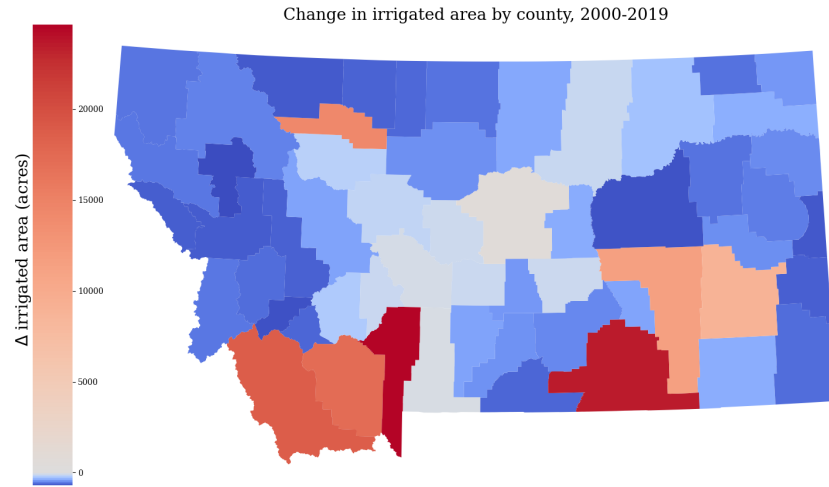 Change in irrigated area by county, 2000-2019
Δ irrigated area (acres)
20000
15000
10000
5000
0